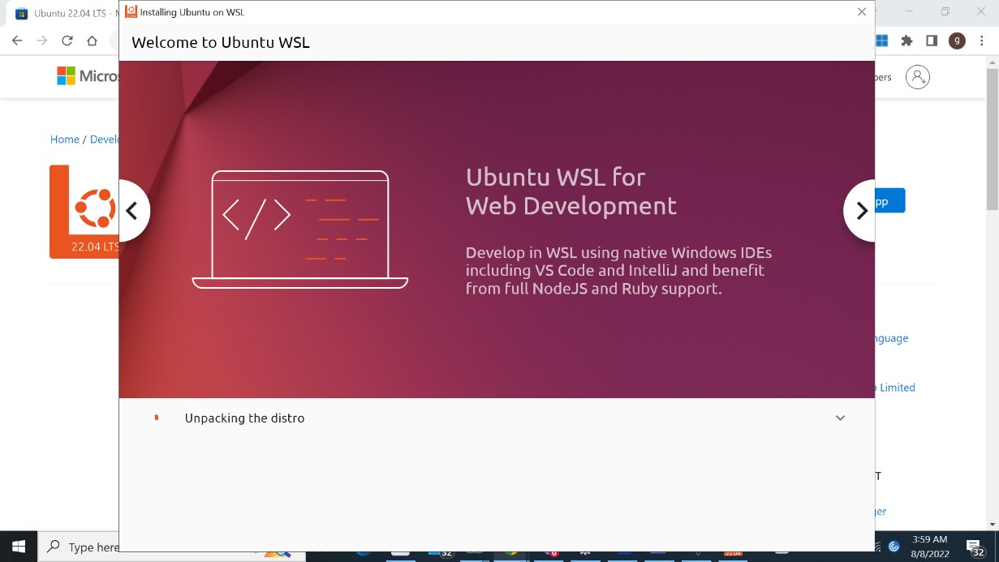 Ubuntu 22.04 LTS -
Installing Ubuntu on WSL
Welcome to Ubuntu WSL
g
Micros
pers
Home / Develo
22.04 LTS
</>
Ubuntu WSL for
Web Development
Develop in WSL using native Windows IDEs
including VS Code and IntelliJ and benefit
from full NodeJS and Ruby support.
pp
nguage
Limited
Unpacking the distro
T
ger
Type here
52
22.04
3:59 AM
8/8/2022
32